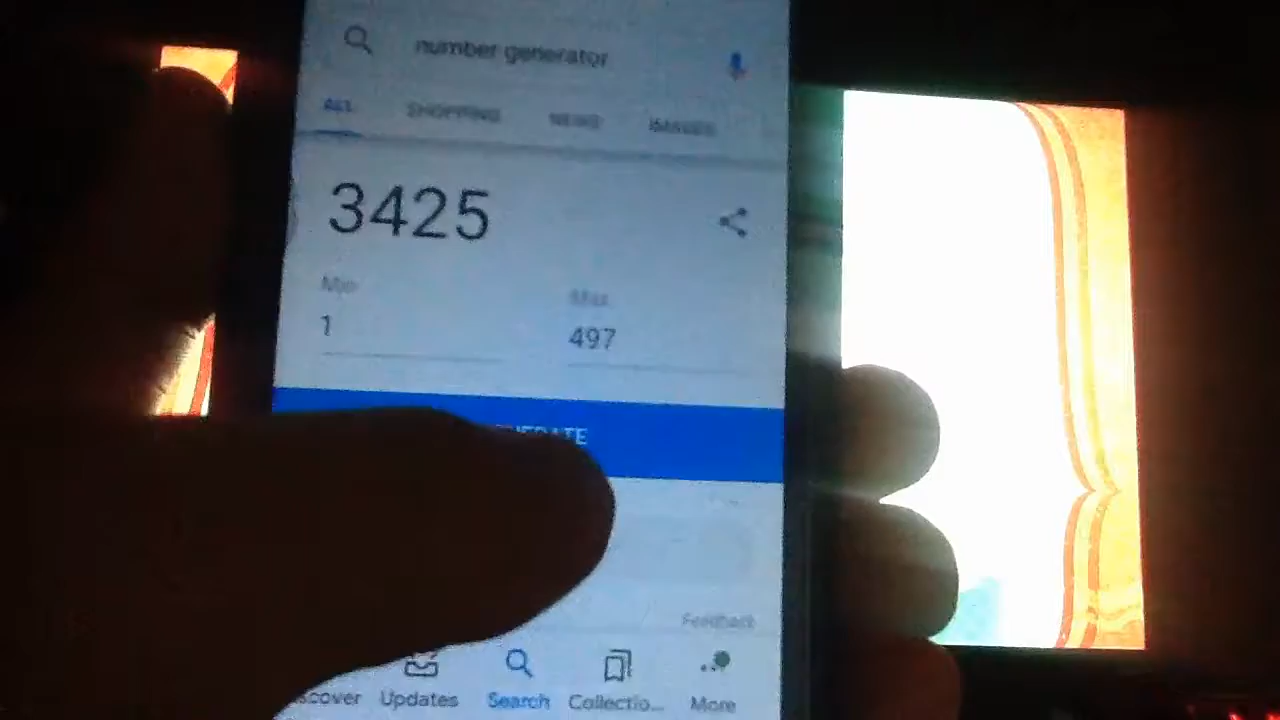 number generator
ALL SHOPPING NEWS IMAGES
3425
Min Max
1 497
Feedback
Updates Search Collectio... More